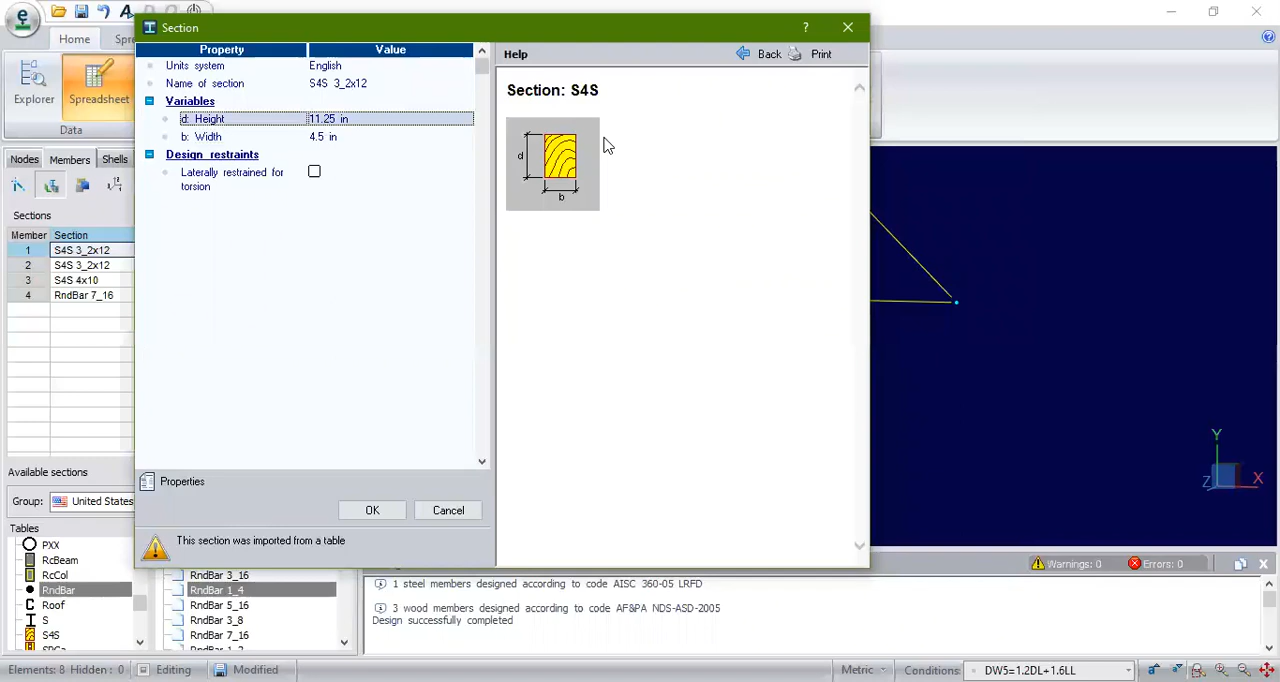 Section
?
Home
Spr
Explorer
Spreadsheet
Data
Property Value
Units system English
Name of section S4S 3_2x12
Variables
d: Height 11.25 in
b: Width 4.5 in
Design restraints
Laterally restrained for
torsion
Properties
OK Cancel
This section was imported from a table
Help
Back Print
Section: S4S
d
b
Nodes Members Shells
Sections
Member Section
1 S4S 3_2x12
2 S4S 3_2x12
3 S4S 4x10
4 RndBar 7_16
Available sections
Group: United States
Tables
PXX
RcBeam
RcCol
RndBar
Roof
S
S4S
RndBar 3_16
RndBar 1_4
RndBar 5_16
RndBar 3_8
RndBar 7_16
Y
Z
X
Warnings: 0 Errors: 0
1 steel members designed according to code AISC 360-05 LRFD
3 wood members designed according to code AF&PA NDS-ASD-2005
Design successfully completed
Elements: 8 Hidden: 0 Editing Modified Metric Conditions: DW5=1.2DL+1.6LL